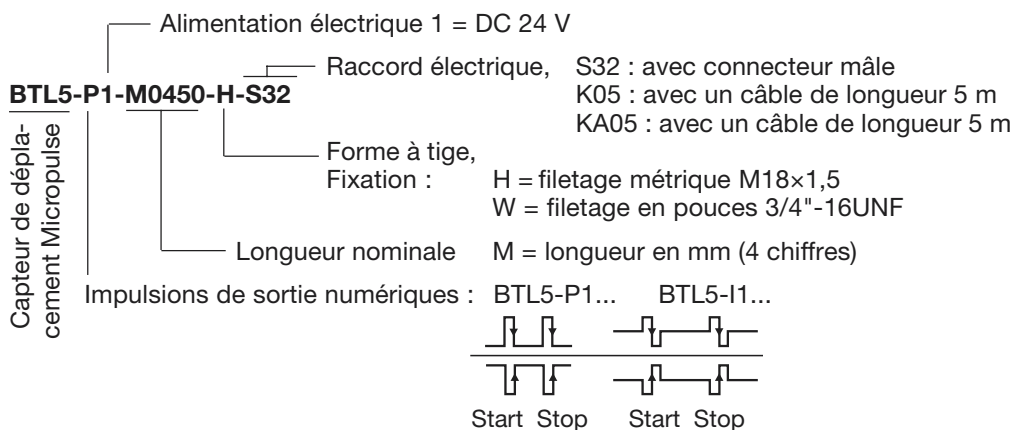 Alimentation électrique 1 = DC 24 V
BTL5-P1-M0450-H-S32
Raccord électrique, S32 : avec connecteur mâle
K05 : avec un câble de longueur 5 m
KA05 : avec un câble de longueur 5 m
Capteur de dépla-
cement Micropulse
Forme à tige,
Fixation : H = filetage métrique M18×1,5
W = filetage en pouces 3/4"-16UNF
Longueur nominale M = longueur en mm (4 chiffres)
Impulsions de sortie numériques : BTL5-P1... BTL5-I1...
Start Stop Start Stop